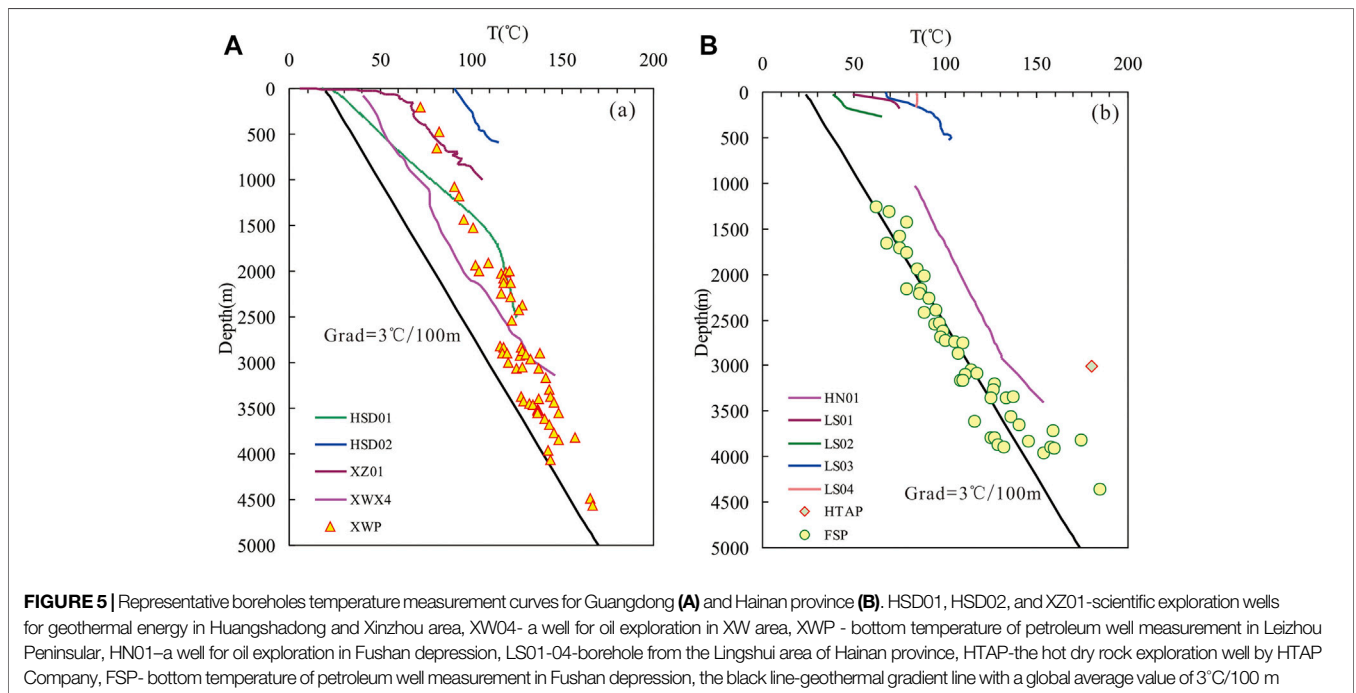 A
T(℃)
0 50 100 150 200
0
500
1000
1500
2000
2500
3000
3500
4000
4500
5000
Depth(m)
(a)
Grad=3℃/100m
HSD01
HSD02
XZ01
XWX4
XWP
B
T(℃)
0 50 100 150 200
0
500
1000
1500
2000
2500
3000
3500
4000
4500
5000
Depth(m)
(b)
HN01
LS01
LS02
LS03
LS04
HTAP
FSP
Grad=3℃/100m
FIGURE 5 | Representative boreholes temperature measurement curves for Guangdong (A) and Hainan province (B). HSD01, HSD02, and XZ01-scientific exploration wells
for geothermal energy in Huangshadong and Xinzhou area, XW04- a well for oil exploration in XW area, XWP - bottom temperature of petroleum well measurement in Leizhou
Peninsular, HN01–a well for oil exploration in Fushan depression, LS01-04-borehole from the Lingshui area of Hainan province, HTAP-the hot dry rock exploration well by HTAP
Company, FSP- bottom temperature of petroleum well measurement in Fushan depression, the black line-geothermal gradient line with a global average value of 3°C/100 m